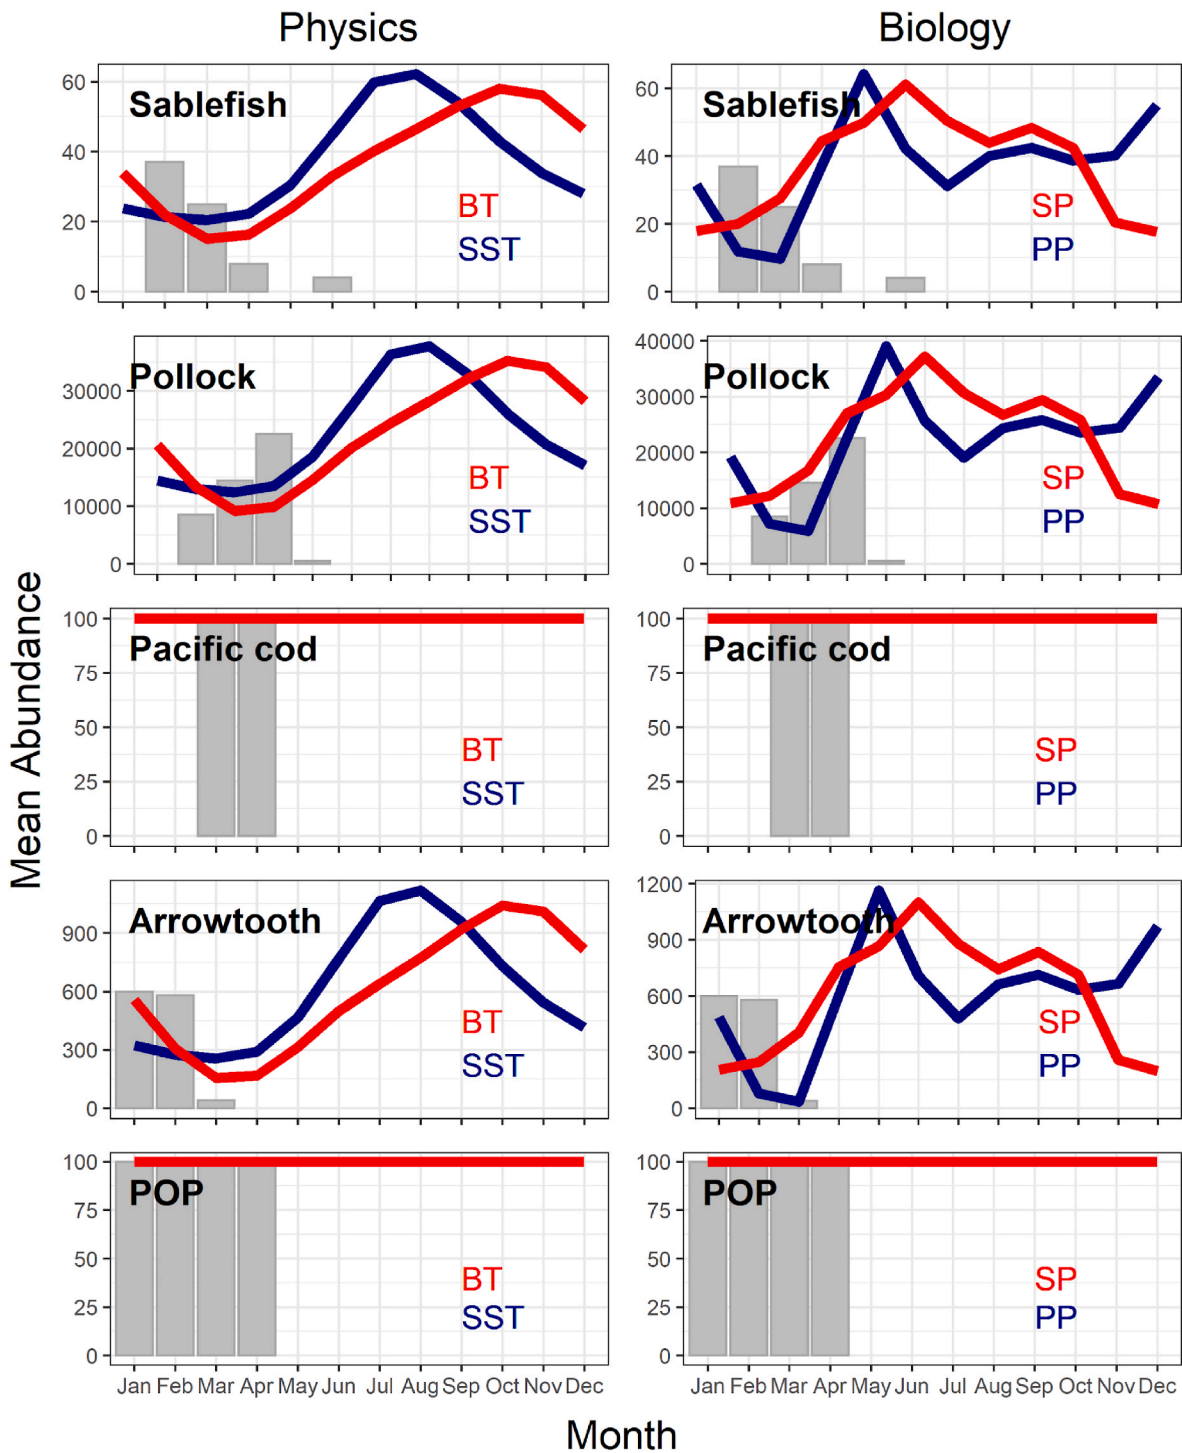 Physics
Biology
Mean Abundance
Sablefish
60
40
20
0
BT
SST
Sablefish
60
40
20
0
SP
PP
Pollock
30000
20000
10000
0
BT
SST
Pollock
40000
30000
20000
10000
0
SP
PP
Pacific cod
100
75
50
25
0
BT
SST
Pacific cod
100
75
50
25
0
SP
PP
Arrowtooth
900
600
300
0
BT
SST
Arrowtooth
1200
900
600
300
0
SP
PP
POP
100
75
50
25
0
BT
SST
POP
100
75
50
25
0
SP
PP
Jan Feb Mar Apr May Jun Jul Aug Sep Oct Nov Dec
Jan Feb Mar Apr May Jun Jul Aug Sep Oct Nov Dec
Month